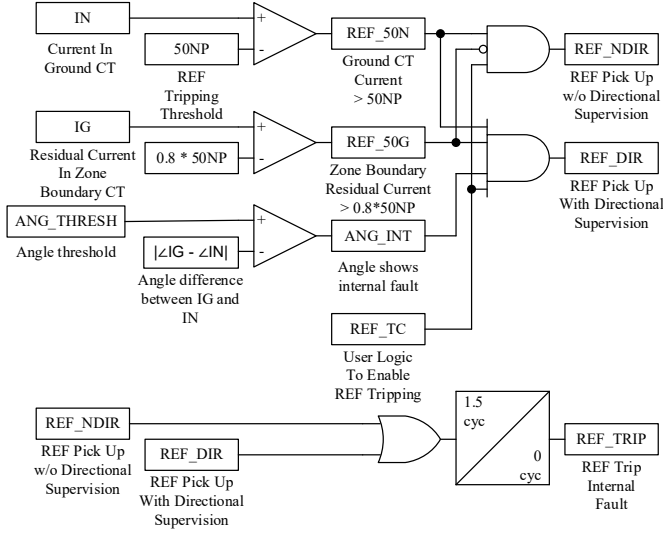 IN
Current In
Ground CT
50NP
REF
Tripping
Threshold
+
-
REF_50N
Ground CT
Current
> 50NP
REF_NDIR
REF Pick Up
w/o Directional
Supervision
IG
Residual Current
In Zone
Boundary CT
0.8 * 50NP
+
-
REF_50G
Zone Boundary
Residual Current
> 0.8*50NP
REF_DIR
REF Pick Up
With Directional
Supervision
ANG_THRESH
Angle threshold
|∠IG - ∠IN|
Angle difference
between IG and
IN
+
-
ANG_INT
Angle shows
internal fault
REF_TC
User Logic
To Enable
REF Tripping
REF_NDIR
REF Pick Up
w/o Directional
Supervision
REF_DIR
REF Pick Up
With Directional
Supervision
1.5
cyc
0
cyc
REF_TRIP
REF Trip
Internal
Fault